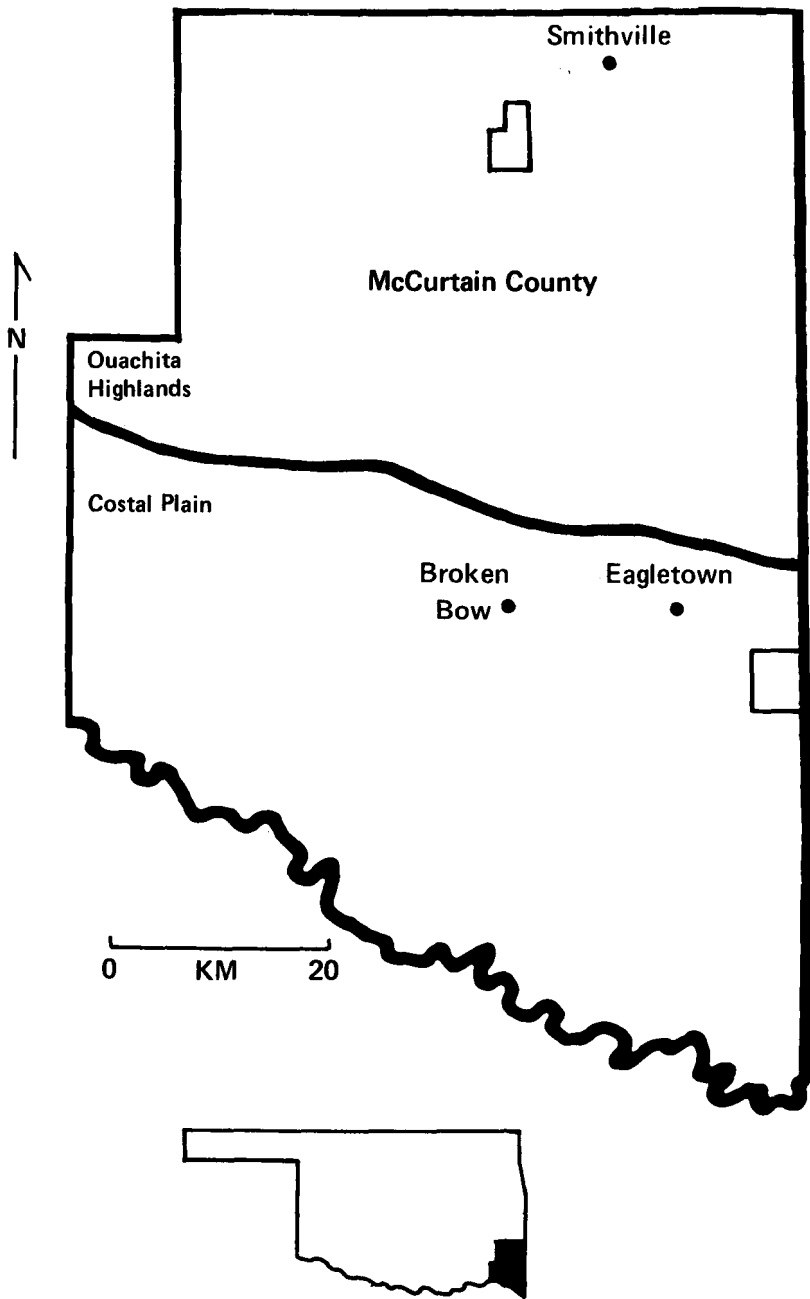 Smithville
McCurtain County
N
Ouachita
Highlands
Costal Plain
Broken
Bow
Eagletown
0 KM 20